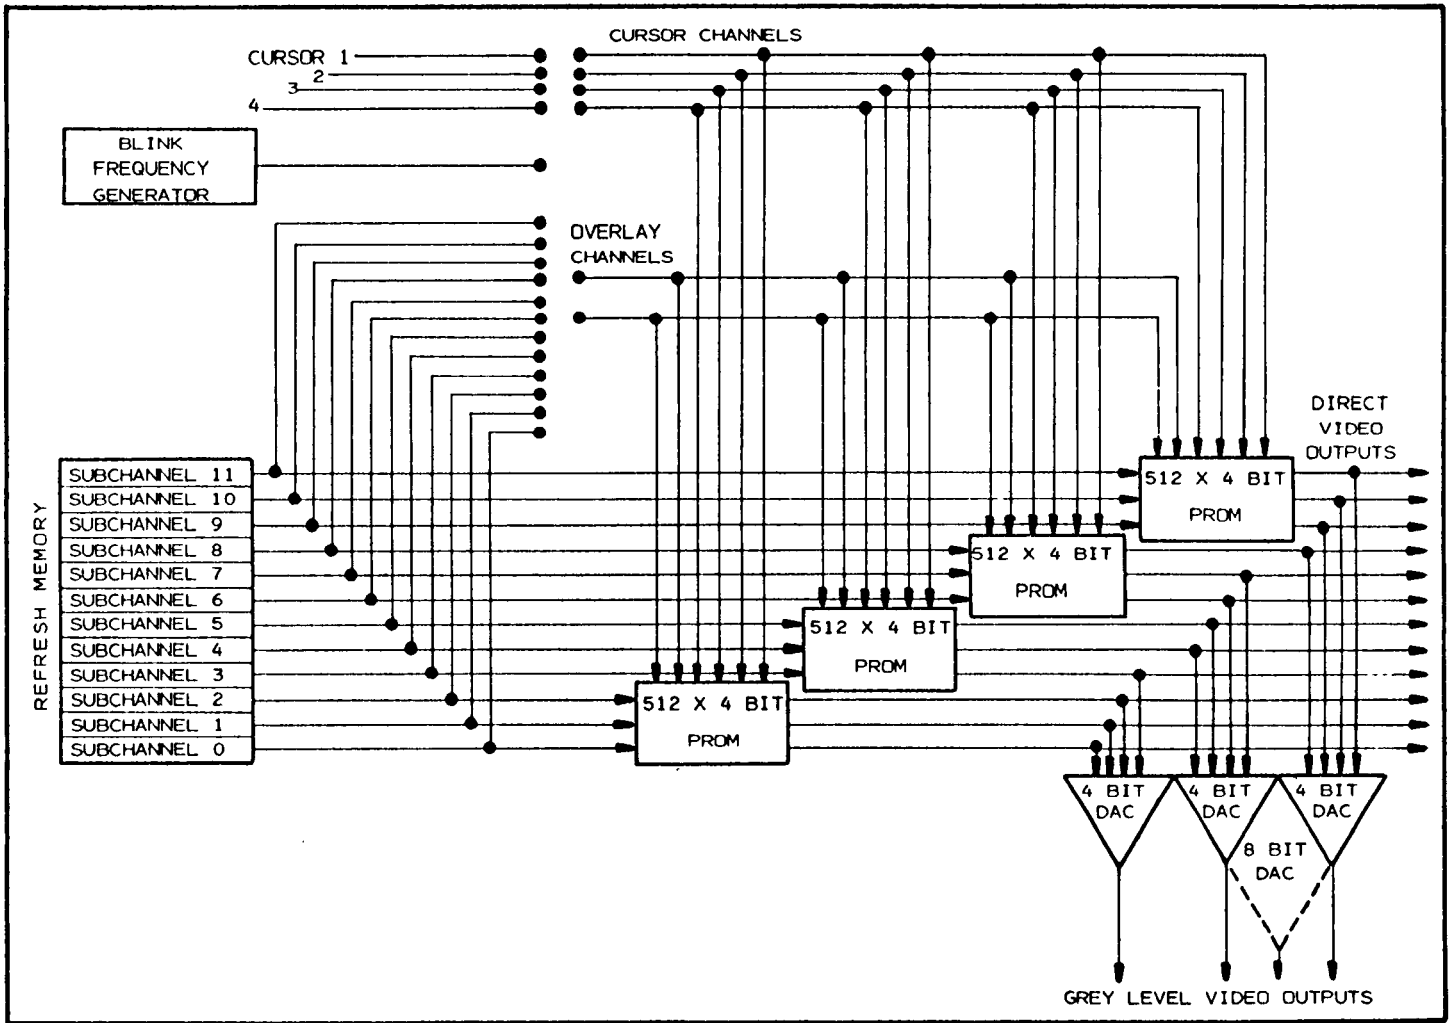 CURSOR CHANNELS
CURSOR 1
2
3
4
BLINK
FREQUENCY
GENERATOR
OVERLAY
CHANNELS
DIRECT
VIDEO
OUTPUTS
REFRESH MEMORY
SUBCHANNEL 11
SUBCHANNEL 10
SUBCHANNEL 9
SUBCHANNEL 8
SUBCHANNEL 7
SUBCHANNEL 6
SUBCHANNEL 5
SUBCHANNEL 4
SUBCHANNEL 3
SUBCHANNEL 2
SUBCHANNEL 1
SUBCHANNEL 0
512 X 4 BIT
PROM
512 X 4 BIT
PROM
512 X 4 BIT
PROM
512 X 4 BIT
PROM
4 BIT
DAC
4 BIT
DAC
4 BIT
DAC
8 BIT
DAC
GREY LEVEL VIDEO OUTPUTS